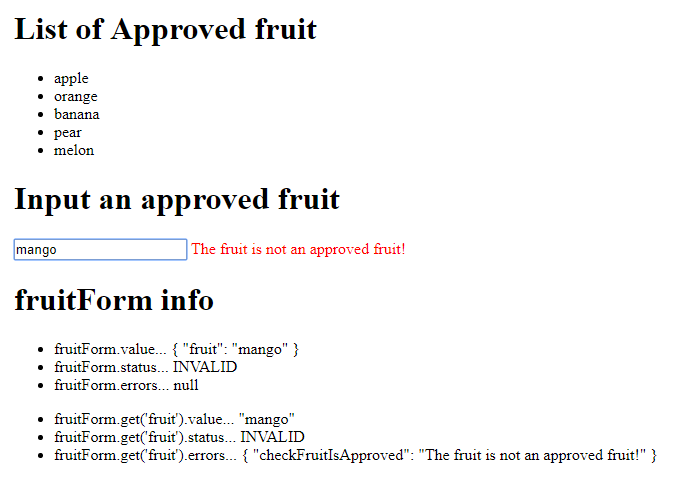 List of Approved fruit
apple
orange
banana
pear
melon
Input an approved fruit
mango The fruit is not an approved fruit!
fruitForm info
fruitForm.value... { "fruit": "mango" }
fruitForm.status... INVALID
fruitForm.errors... null
fruitForm.get('fruit').value... "mango"
fruitForm.get('fruit').status... INVALID
fruitForm.get('fruit').errors... { "checkFruitIsApproved": "The fruit is not an approved fruit!" }